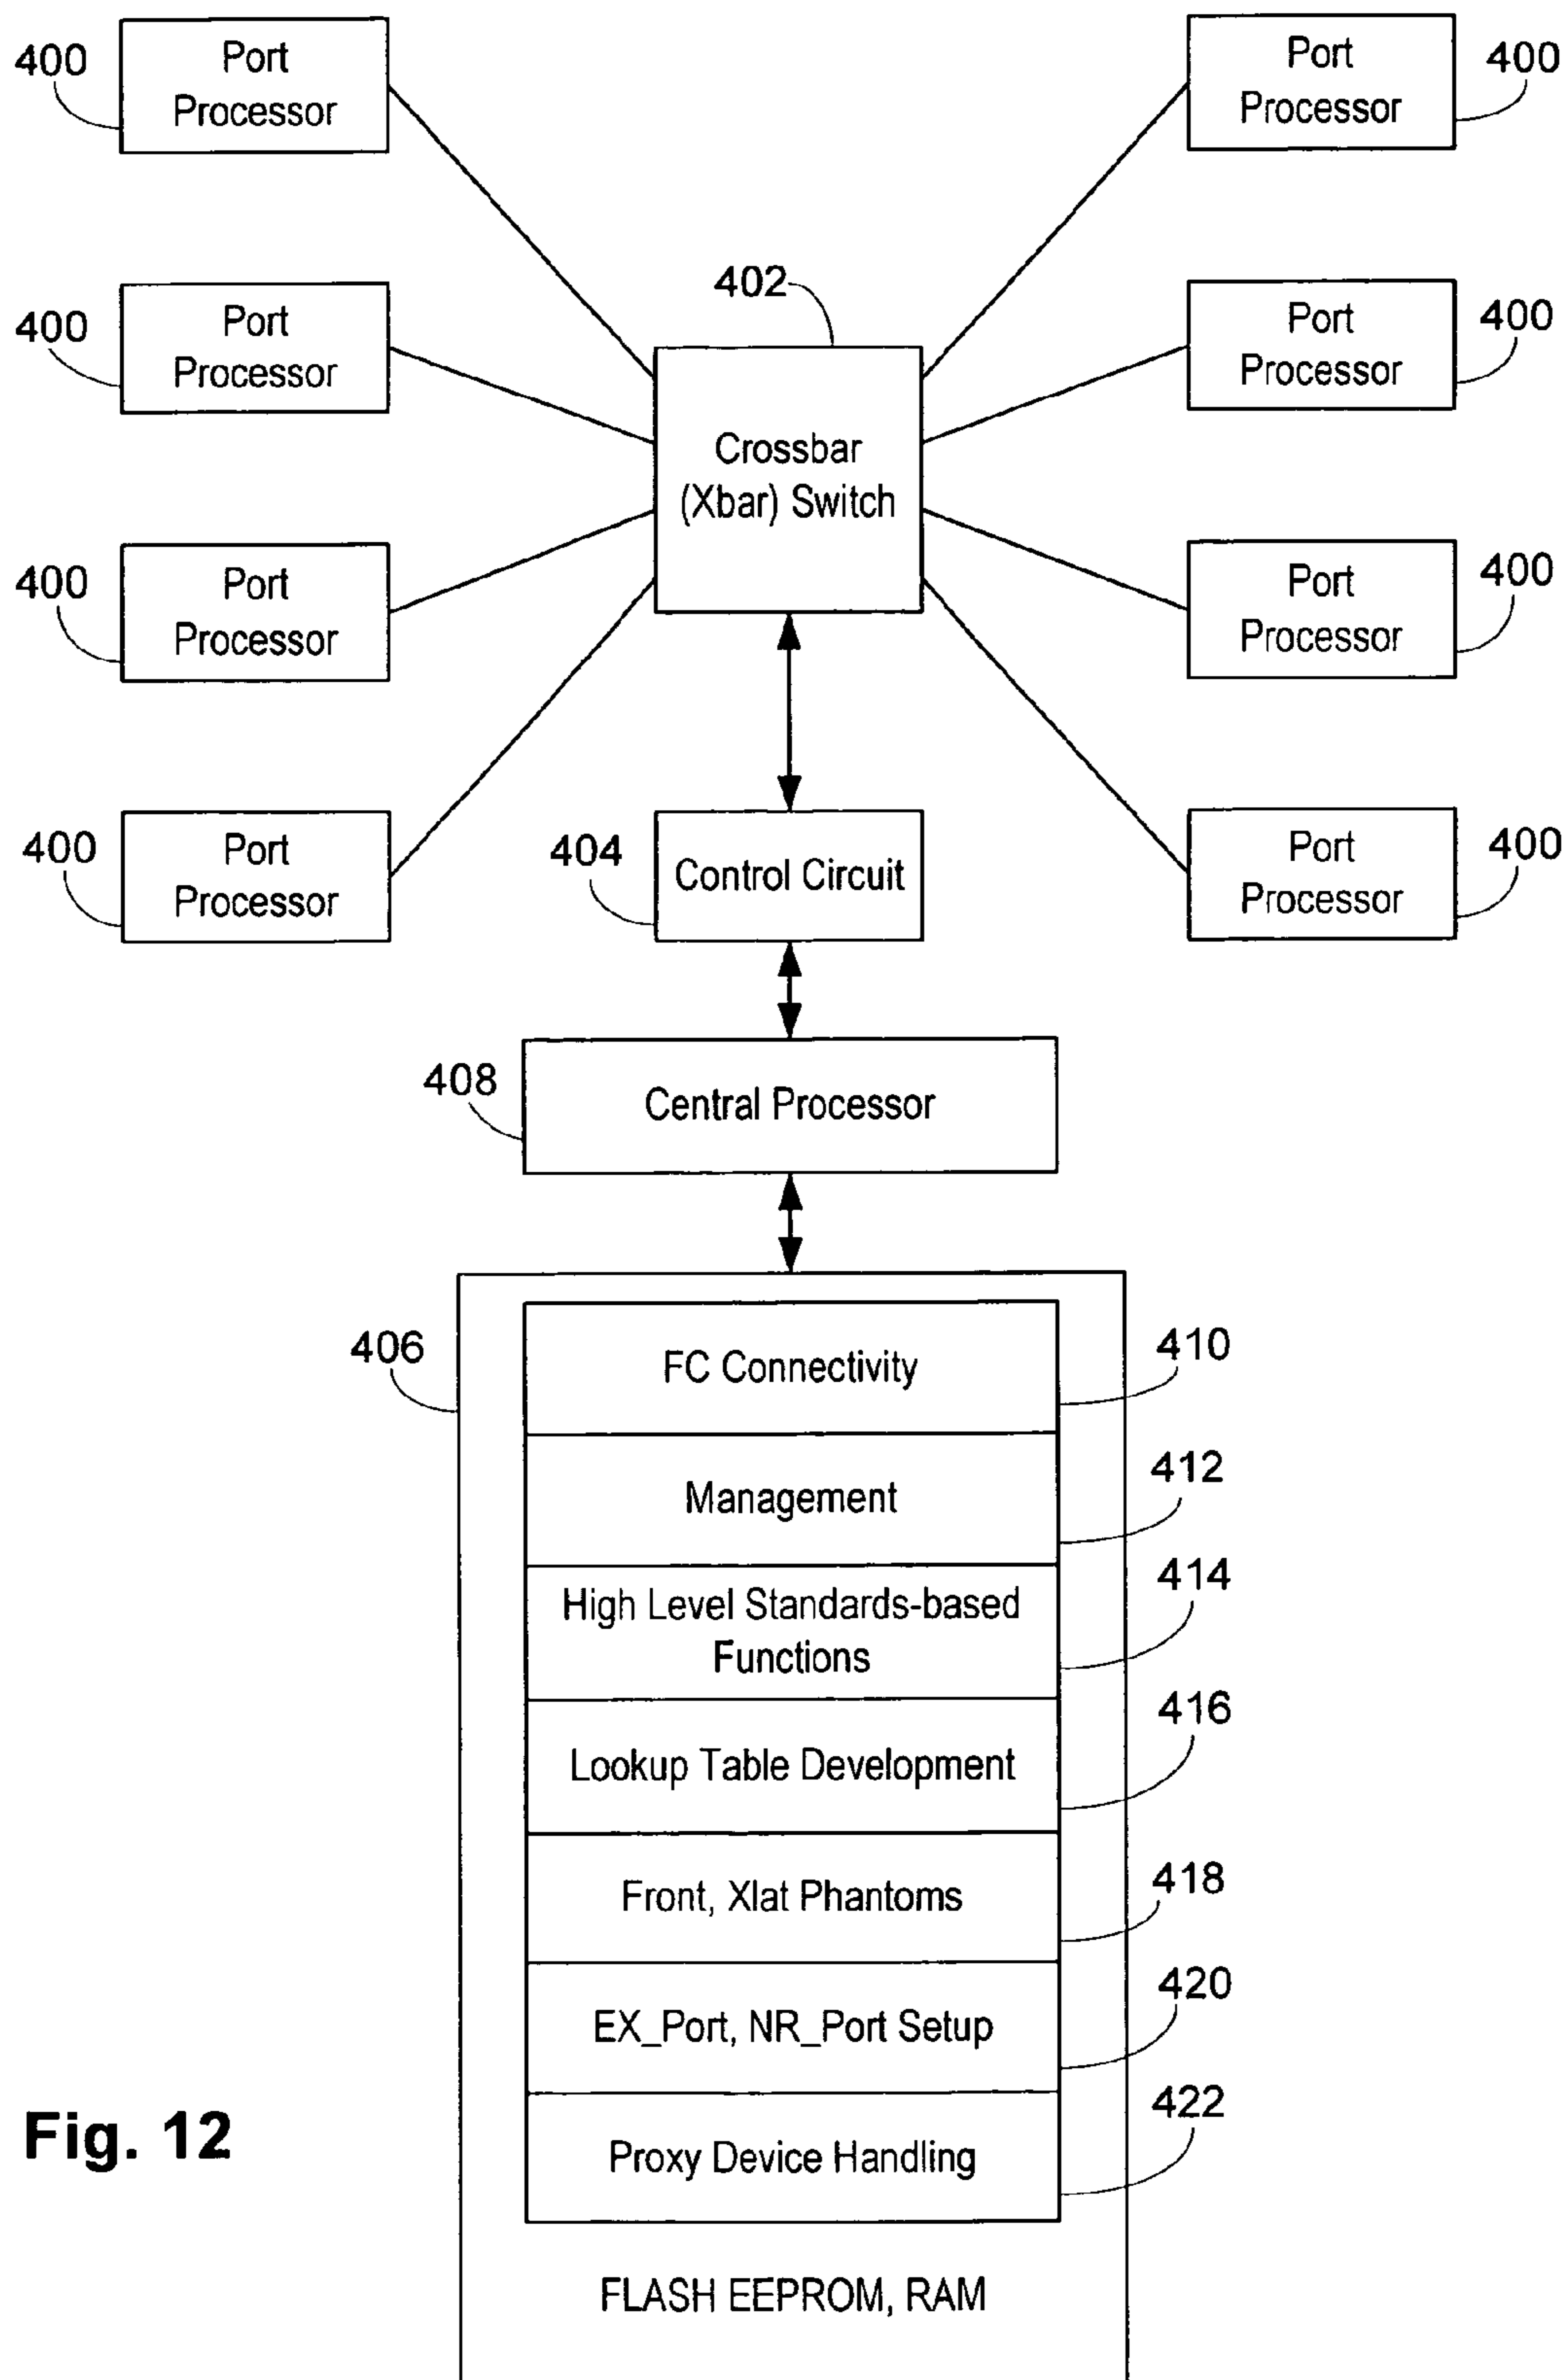 400
Port
Processor
Port
Processor
400
402
400
Port
Processor
Port
Processor
400
Crossbar
(Xbar) Switch
400
Port
Processor
Port
Processor
400
400
Port
Processor
404
Control Circuit
Port
Processor
400
408
Central Processor
406
FC Connectivity
410
Management
412
High Level Standards-based
Functions
414
Lookup Table Development
416
Front, Xlat Phantoms
418
EX_Port, NR_Port Setup
420
Proxy Device Handling
422
FLASH EEPROM, RAM
Fig. 12